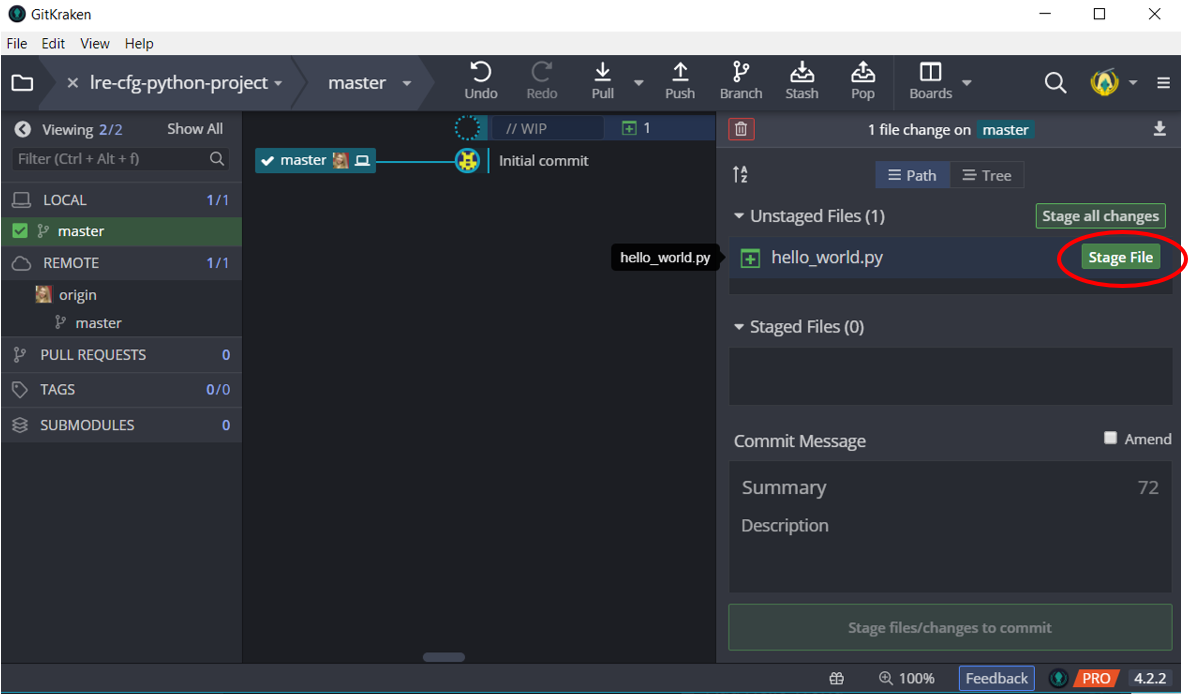 GitKraken
File Edit View Help
lre-cfg-python-project master Undo Redo Pull Push Branch Stash Pop Boards
Viewing 2/2 Show All
Filter (Ctrl + Alt + f)
LOCAL 1/1
master
REMOTE 1/1
origin
master
PULL REQUESTS 0
TAGS 0/0
SUBMODULES 0
// WIP 1
master Initial commit
1 file change on master
Path Tree
Unstaged Files (1) Stage all changes
hello_world.py
hello_world.py Stage File
Staged Files (0)
Commit Message Amend
Summary 72
Description
Stage files/changes to commit
100% Feedback PRO 4.2.2